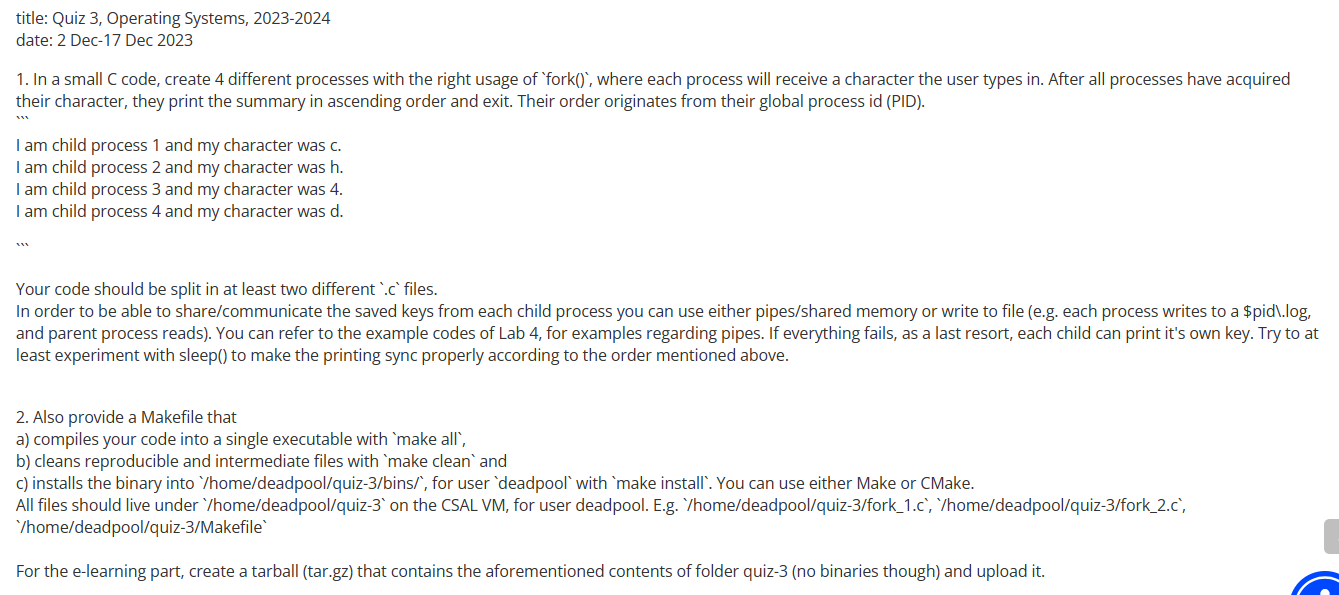 title: Quiz 3, Operating Systems, 2023-2024
date: 2 Dec-17 Dec 2023
1. In a small C code, create 4 different processes with the right usage of `fork()`, where each process will receive a character the user types in. After all processes have acquired
their character, they print the summary in ascending order and exit. Their order originates from their global process id (PID).
```
I am child process 1 and my character was c.
I am child process 2 and my character was h.
I am child process 3 and my character was 4.
I am child process 4 and my character was d.
```
Your code should be split in at least two different `.c` files.
In order to be able to share/communicate the saved keys from each child process you can use either pipes/shared memory or write to file (e.g. each process writes to a $pid\.log,
and parent process reads). You can refer to the example codes of Lab 4, for examples regarding pipes. If everything fails, as a last resort, each child can print it's own key. Try to at
least experiment with sleep() to make the printing sync properly according to the order mentioned above.
2. Also provide a Makefile that
a) compiles your code into a single executable with `make all`,
b) cleans reproducible and intermediate files with `make clean` and
c) installs the binary into `/home/deadpool/quiz-3/bins/`, for user `deadpool` with `make install`. You can use either Make or CMake.
All files should live under `/home/deadpool/quiz-3` on the CSAL VM, for user deadpool. E.g. `/home/deadpool/quiz-3/fork_1.c`, `/home/deadpool/quiz-3/fork_2.c`,
`/home/deadpool/quiz-3/Makefile`
For the e-learning part, create a tarball (tar.gz) that contains the aforementioned contents of folder quiz-3 (no binaries though) and upload it.